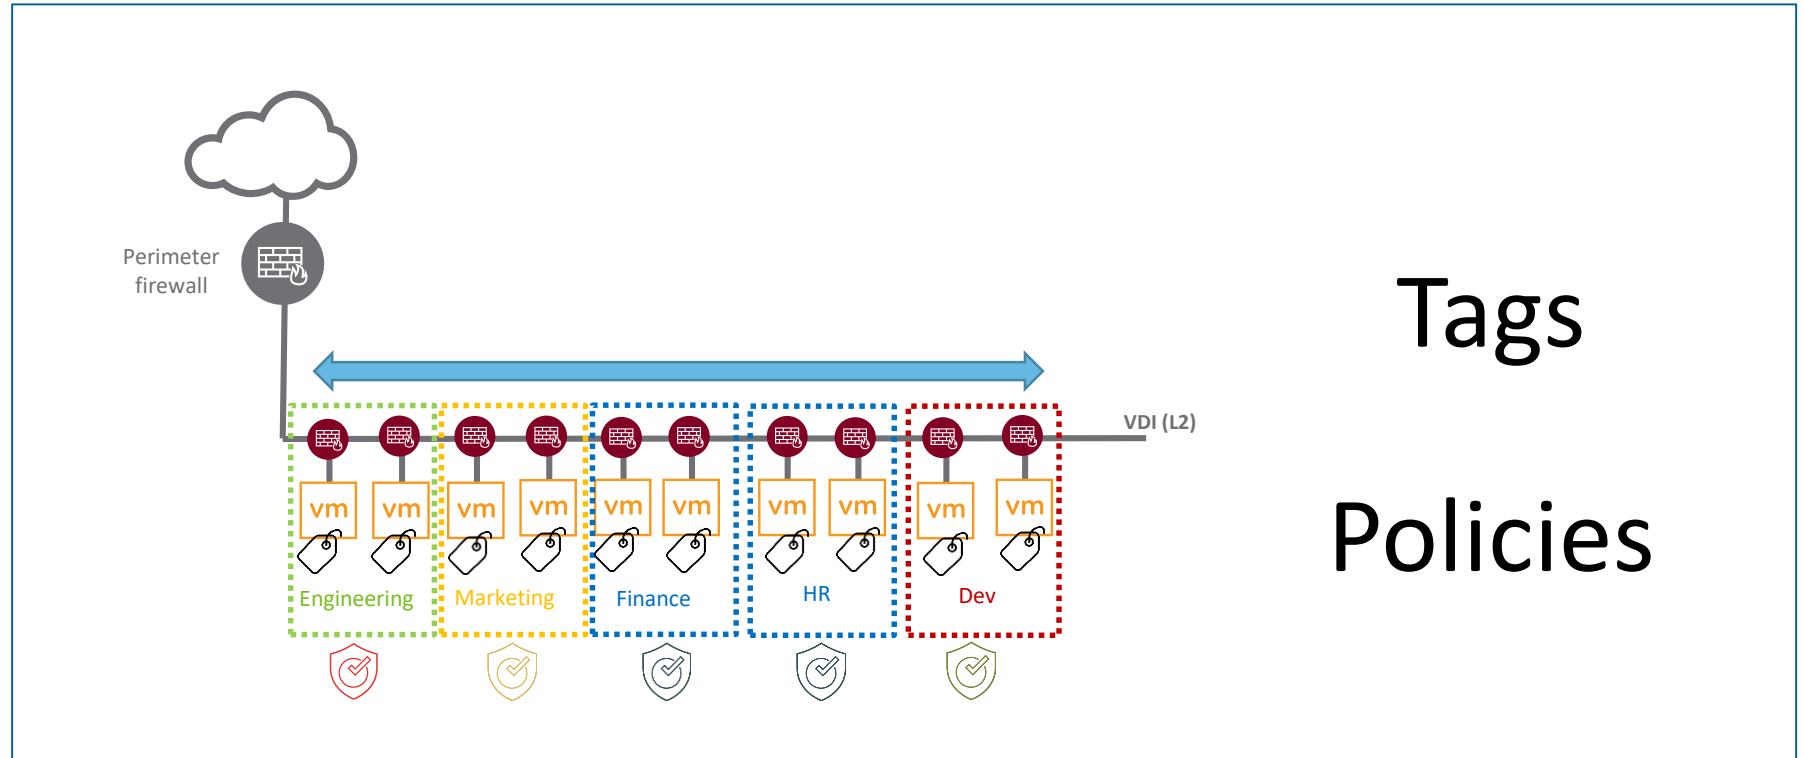 Perimeter
firewall
Tags
VDI (L2)
vm vm vm vm vm vm vm vm vm vm
Engineering Marketing Finance HR Dev
Policies